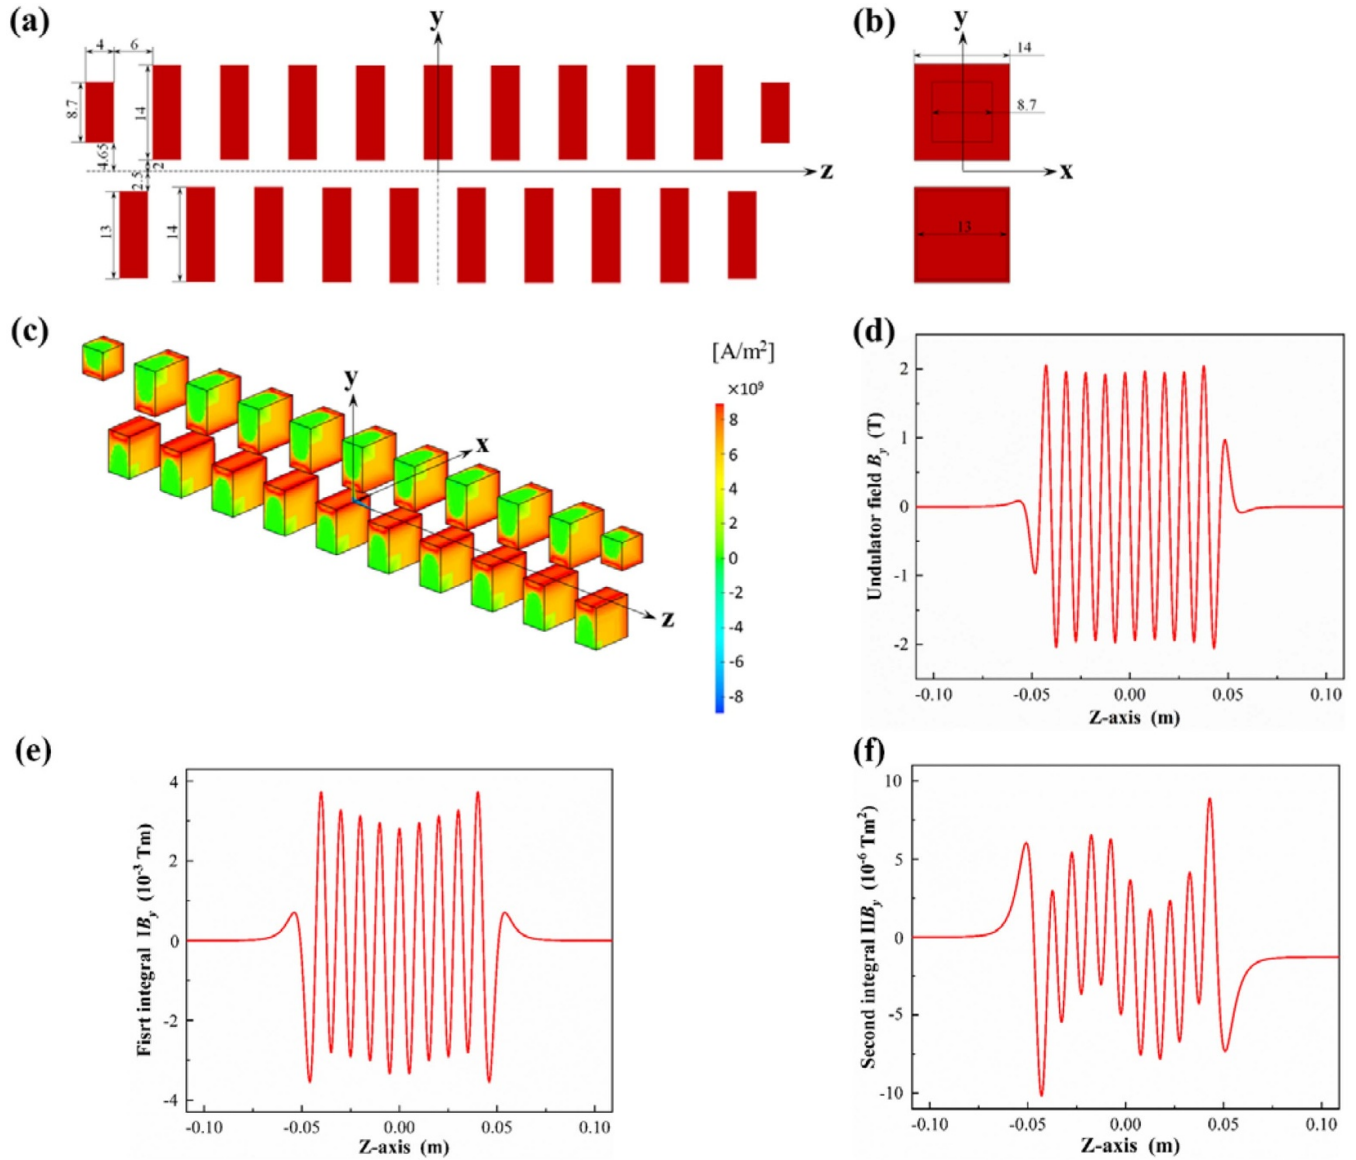 (a)
y
4
6
8.7
14
4.65
2
z
2.5
13
14
(b)
y
14
8.7
x
13
(c)
y
x
z
[A/m²]
×10⁹
8
6
4
2
0
-2
-4
-6
-8
(d)
Undulator field By (T)
2
1
0
-1
-2
-0.10 -0.05 0.00 0.05 0.10
Z-axis (m)
(e)
Fisrt integral IBy (10⁻³ Tm)
4
2
0
-2
-4
-0.10 -0.05 0.00 0.05 0.10
Z-axis (m)
(f)
Second integral IIBy (10⁻⁶ Tm²)
10
5
0
-5
-10
-0.10 -0.05 0.00 0.05 0.10
Z-axis (m)